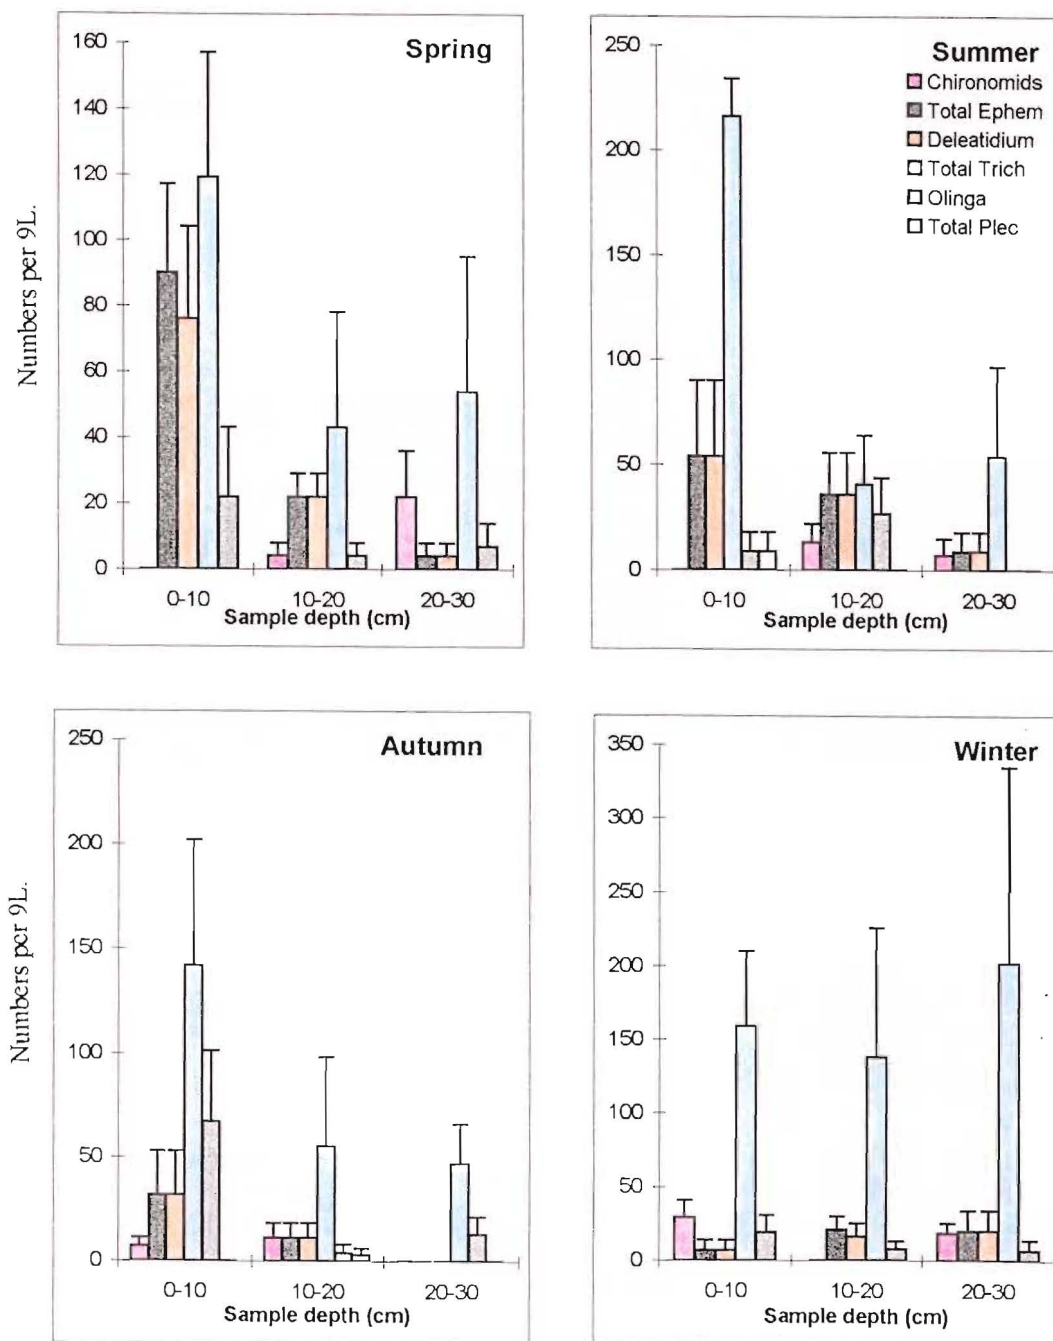 Spring
Numbers per 9L.
160
140
120
100
80
60
40
20
0
0-10 10-20 20-30
Sample depth (cm)
Summer
Chironomids
Total Ephem
Deleatidium
Total Trich
Olinga
Total Plec
250
200
150
100
50
0
0-10 10-20 20-30
Sample depth (cm)
Autumn
Numbers per 9L.
250
200
150
100
50
0
0-10 10-20 20-30
Sample depth (cm)
Winter
350
300
250
200
150
100
50
0
0-10 10-20 20-30
Sample depth (cm)